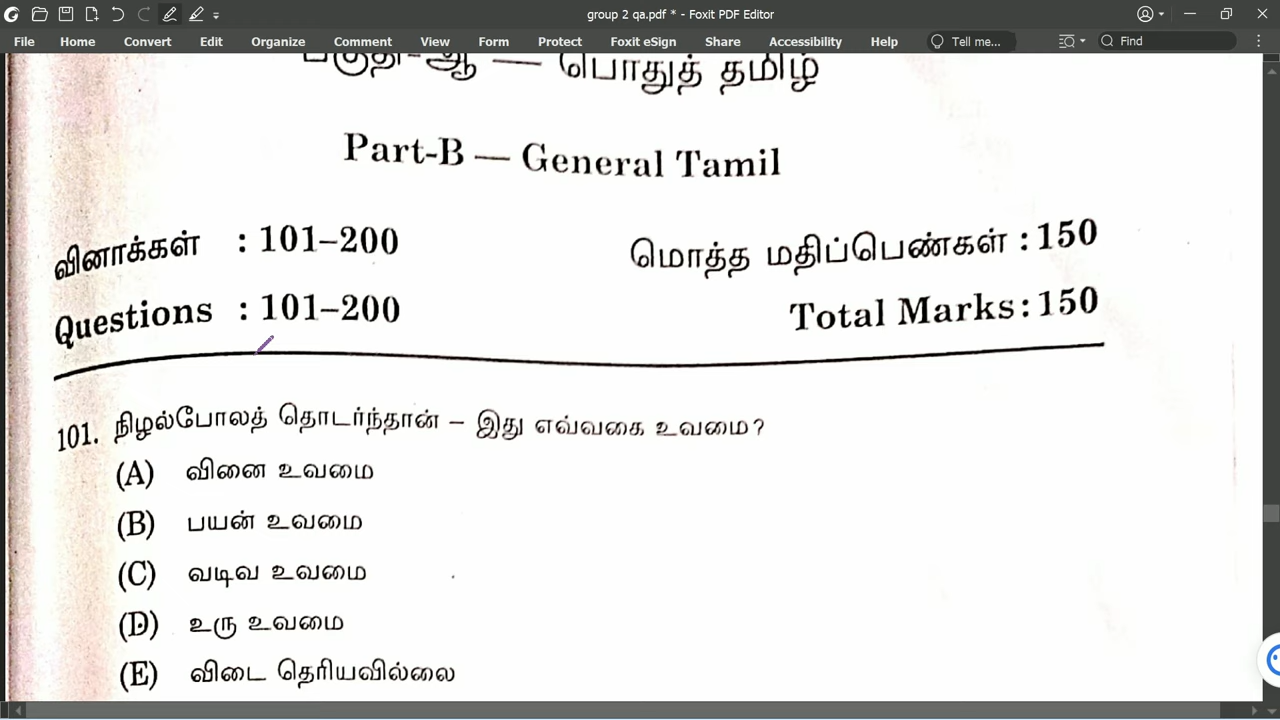 group 2 qa.pdf * - Foxit PDF Editor
File Home Convert Edit Organize Comment View Form Protect Foxit eSign Share Accessibility Help Tell me... Find
பகுதி-ஆ — பொதுத் தமிழ்
Part-B — General Tamil
வினாக்கள் : 101–200 மொத்த மதிப்பெண்கள் : 150
Questions : 101–200 Total Marks : 150
101. நிழல்போலத் தொடர்ந்தான் – இது எவ்வகை உவமை?
(A) வினை உவமை
(B) பயன் உவமை
(C) வடிவ உவமை
(D) உரு உவமை
(E) விடை தெரியவில்லை